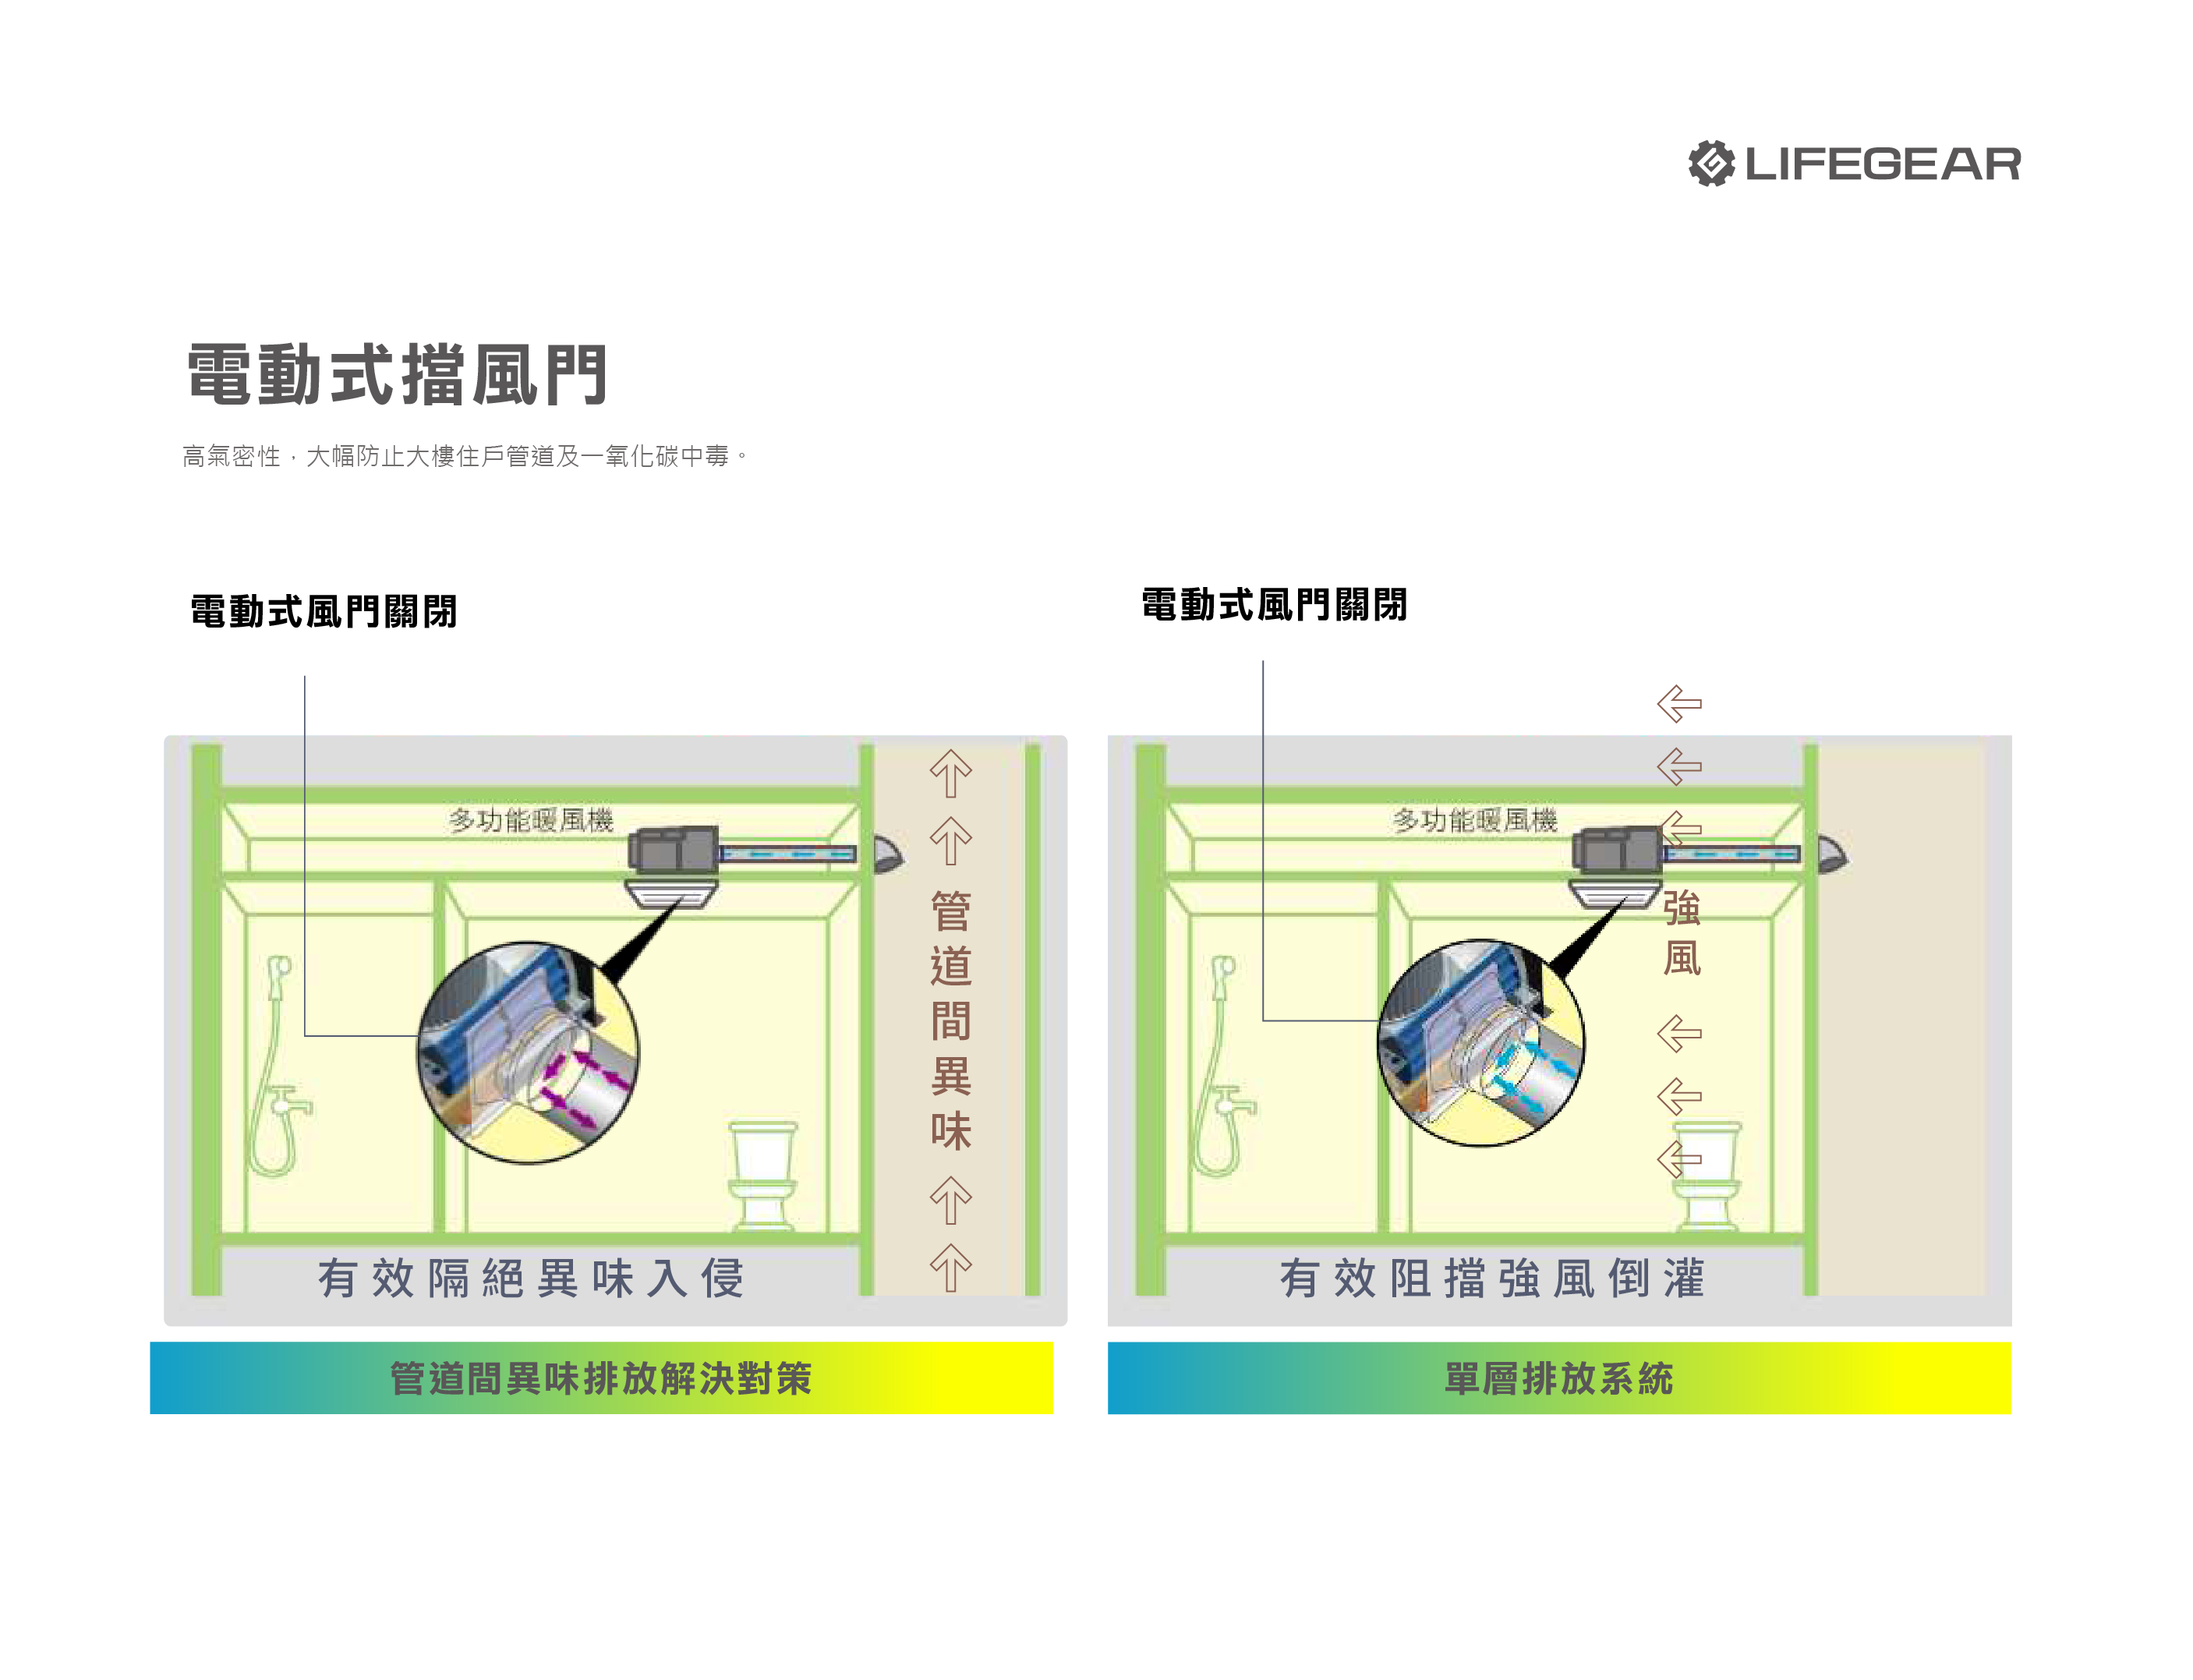 LIFEGEAR
電動式擋風門
高氣密性，大幅防止大樓住戶管道及一氧化碳中毒。
電動式風門關閉
多功能暖風機
管道間異味
有效隔絕異味入侵
管道間異味排放解決對策
電動式風門關閉
多功能暖風機
強風
有效阻擋強風倒灌
單層排放系統